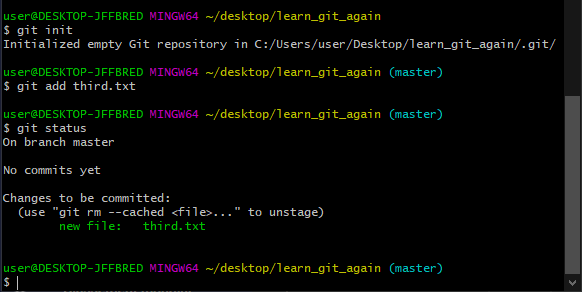 user@DESKTOP-JFFBRED MINGW64 ~/desktop/learn_git_again
$ git init
Initialized empty Git repository in C:/Users/user/Desktop/learn_git_again/.git/
user@DESKTOP-JFFBRED MINGW64 ~/desktop/learn_git_again (master)
$ git add third.txt
user@DESKTOP-JFFBRED MINGW64 ~/desktop/learn_git_again (master)
$ git status
On branch master
No commits yet
Changes to be committed:
  (use "git rm --cached <file>..." to unstage)
        new file:   third.txt
user@DESKTOP-JFFBRED MINGW64 ~/desktop/learn_git_again (master)
$